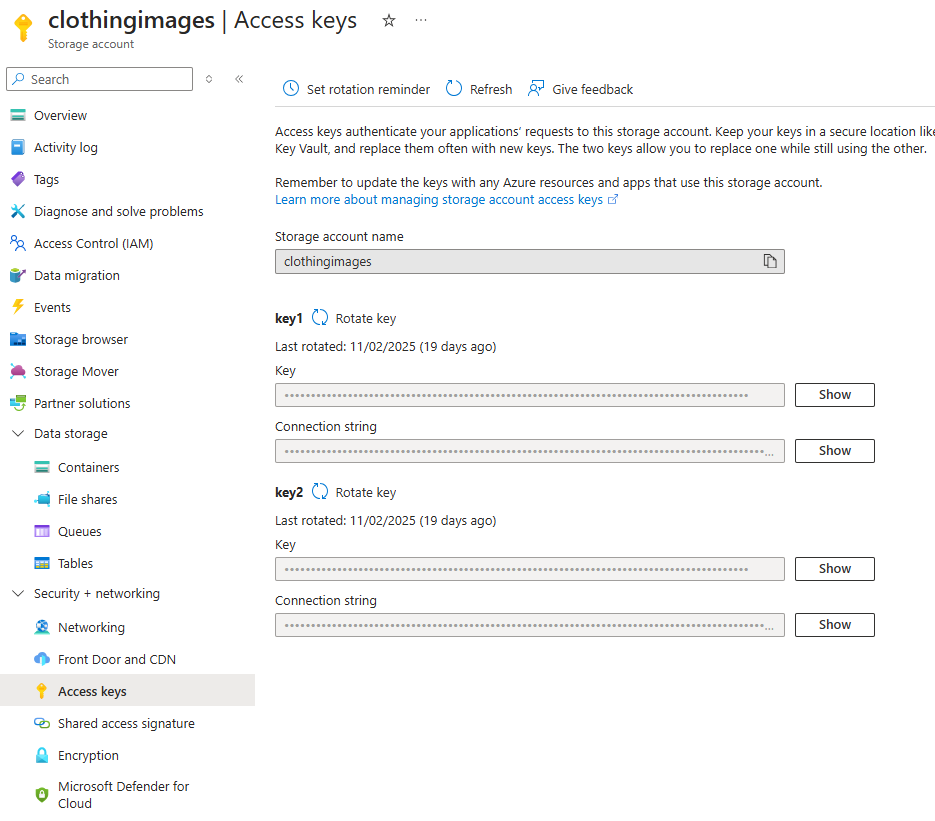 clothingimages | Access keys
Storage account
Search
Overview
Activity log
Tags
Diagnose and solve problems
Access Control (IAM)
Data migration
Events
Storage browser
Storage Mover
Partner solutions
Data storage
Containers
File shares
Queues
Tables
Security + networking
Networking
Front Door and CDN
Access keys
Shared access signature
Encryption
Microsoft Defender for
Cloud
Set rotation reminder Refresh Give feedback
Access keys authenticate your applications' requests to this storage account. Keep your keys in a secure location like
Key Vault, and replace them often with new keys. The two keys allow you to replace one while still using the other.
Remember to update the keys with any Azure resources and apps that use this storage account.
Learn more about managing storage account access keys
Storage account name
clothingimages
key1 Rotate key
Last rotated: 11/02/2025 (19 days ago)
Key
Show
Connection string
Show
key2 Rotate key
Last rotated: 11/02/2025 (19 days ago)
Key
Show
Connection string
Show